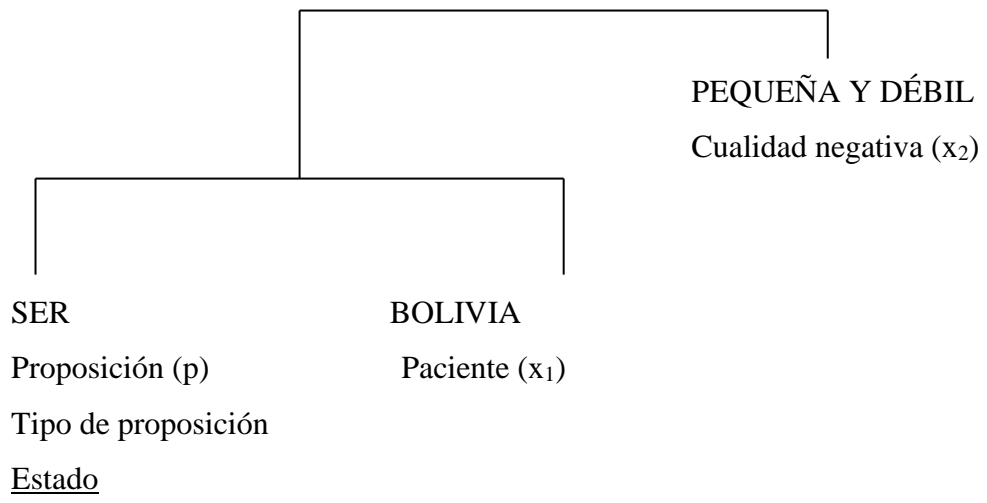 PEQUEÑA Y DÉBIL
Cualidad negativa (x₂)
SER BOLIVIA
Proposición (p) Paciente (x₁)
Tipo de proposición
Estado